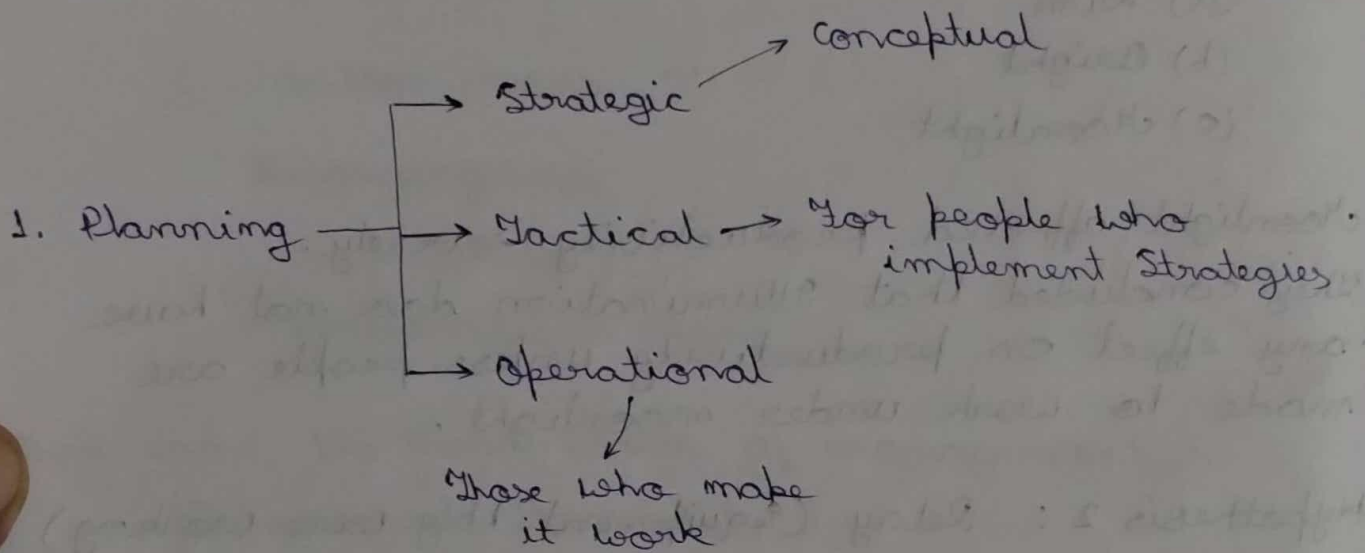 Conceptual
Strategic
1. Planning
Tactical → For people who
implement Strategies
Operational
Those who make
it work